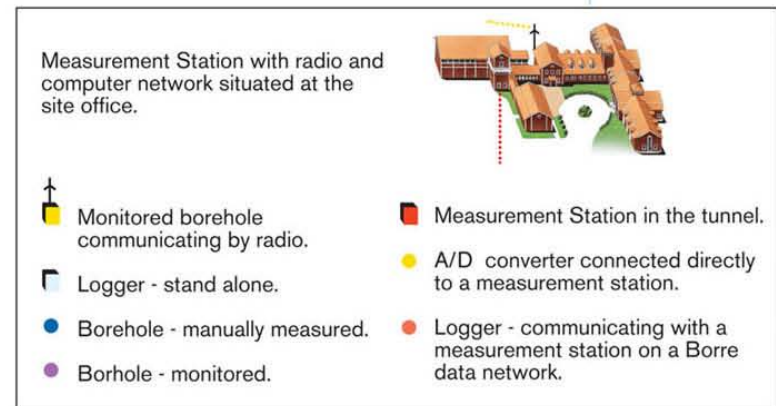 Measurement Station with radio and
computer network situated at the
site office.
Monitored borehole
communicating by radio.
Logger - stand alone.
Borehole - manually measured.
Borhole - monitored.
Measurement Station in the tunnel.
A/D converter connected directly
to a measurement station.
Logger - communicating with a
measurement station on a Borre
data network.